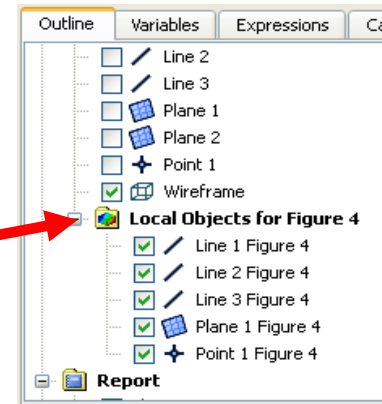 Outline Variables Expressions Ca
Line 2
Line 3
Plane 1
Plane 2
Point 1
Wireframe
Local Objects for Figure 4
Line 1 Figure 4
Line 2 Figure 4
Line 3 Figure 4
Plane 1 Figure 4
Point 1 Figure 4
Report